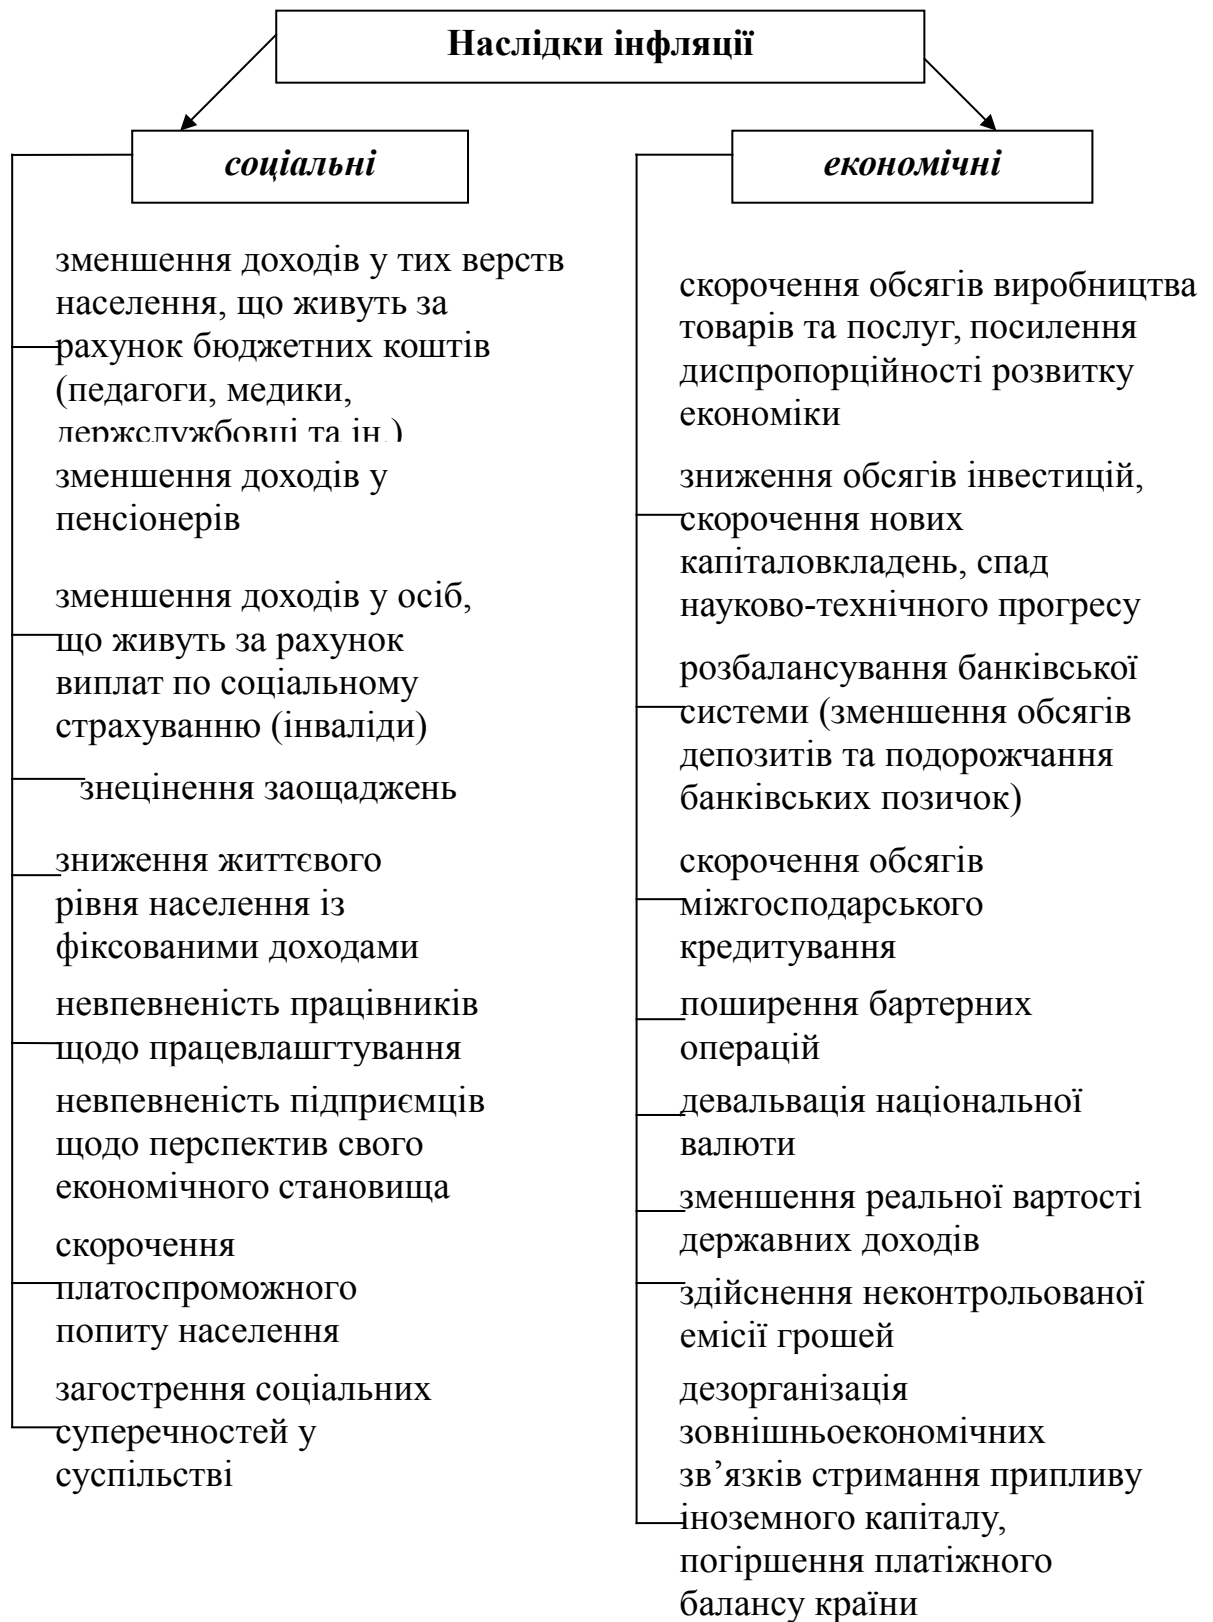 Наслідки інфляції
соціальні
зменшення доходів у тих верств
населення, що живуть за
рахунок бюджетних коштів
(педагоги, медики,
держслужбовці та ін.)
зменшення доходів у
пенсіонерів
зменшення доходів у осіб,
що живуть за рахунок
виплат по соціальному
страхуванню (інваліди)
знецінення заощаджень
зниження життєвого
рівня населення із
фіксованими доходами
невпевненість працівників
щодо працевлашгтування
невпевненість підприємців
щодо перспектив свого
економічного становища
скорочення
платоспроможного
попиту населення
загострення соціальних
суперечностей у
суспільстві
економічні
скорочення обсягів виробництва
товарів та послуг, посилення
диспропорційності розвитку
економіки
зниження обсягів інвестицій,
скорочення нових
капіталовкладень, спад
науково-технічного прогресу
розбалансування банківської
системи (зменшення обсягів
депозитів та подорожчання
банківських позичок)
скорочення обсягів
міжгосподарського
кредитування
поширення бартерних
операцій
девальвація національної
валюти
зменшення реальної вартості
державних доходів
здійснення неконтрольованої
емісії грошей
дезорганізація
зовнішньоекономічних
зв’язків стримання припливу
іноземного капіталу,
погіршення платіжного
балансу країни